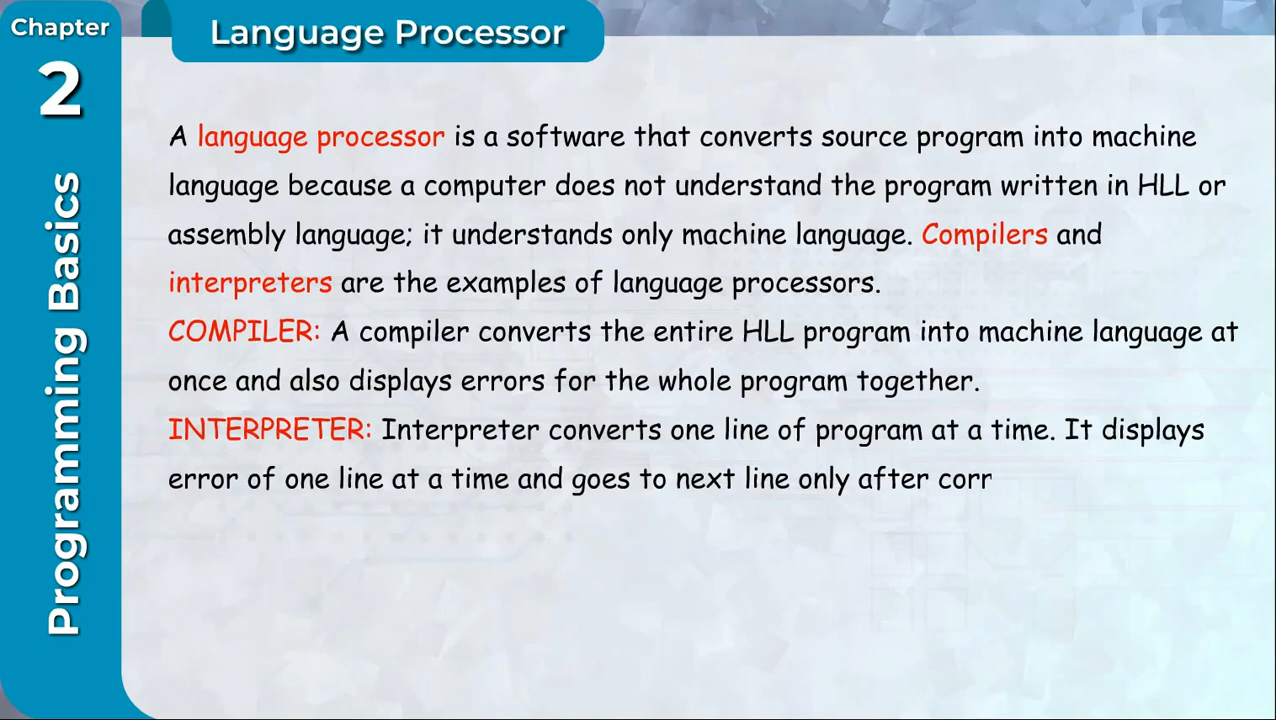 Chapter
2
Programming Basics
Language Processor
A language processor is a software that converts source program into machine
language because a computer does not understand the program written in HLL or
assembly language; it understands only machine language. Compilers and
interpreters are the examples of language processors.
COMPILER: A compiler converts the entire HLL program into machine language at
once and also displays errors for the whole program together.
INTERPRETER: Interpreter converts one line of program at a time. It displays
error of one line at a time and goes to next line only after corr